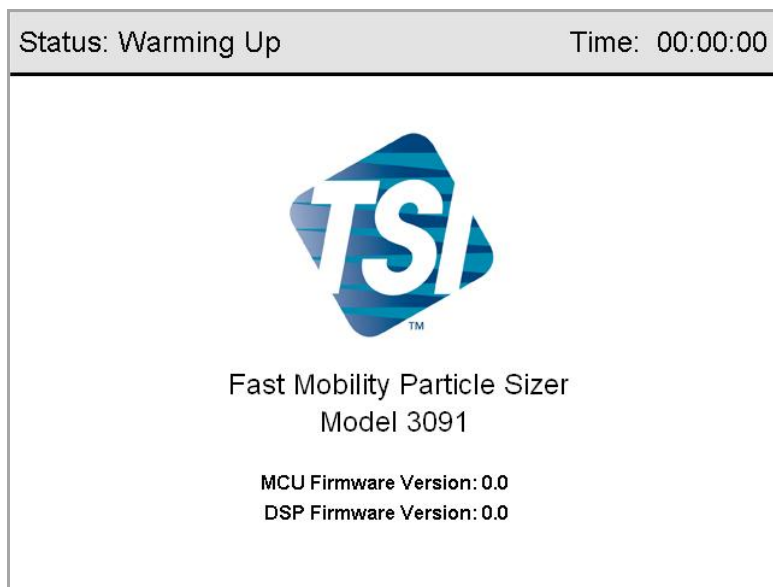 Status: Warming Up Time: 00:00:00
TSI
TM
Fast Mobility Particle Sizer
Model 3091
MCU Firmware Version: 0.0
DSP Firmware Version: 0.0